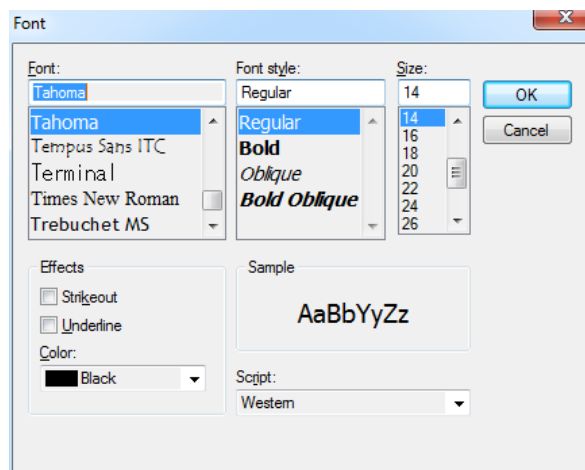 Font
Font:
Tahoma
Tahoma
Tempus Sans ITC
Terminal
Times New Roman
Trebuchet MS
Font style:
Regular
Regular
Bold
Oblique
Bold Oblique
Size:
14
14
16
18
20
22
24
26
OK
Cancel
Effects
Strikeout
Underline
Color:
Black
Sample
AaBbYyZz
Script:
Western